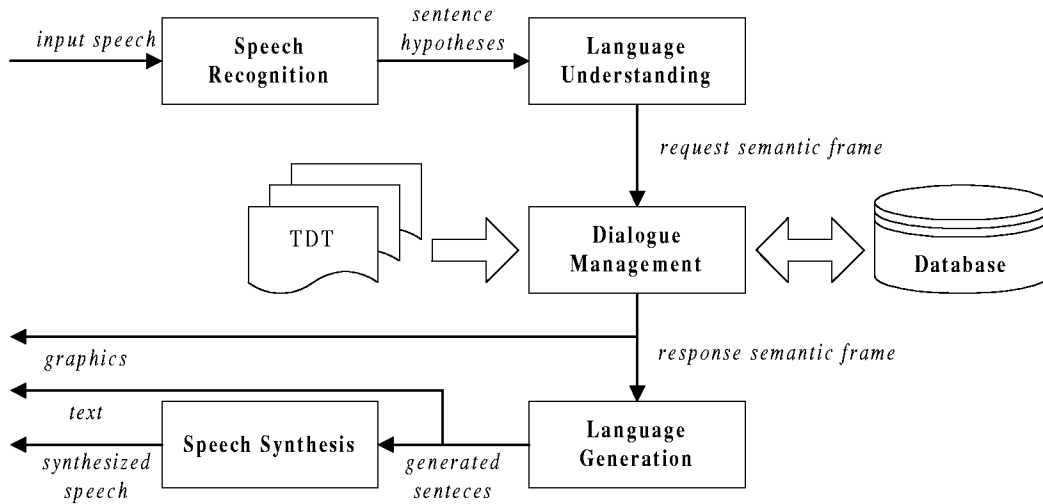 input speech
Speech
Recognition
sentence
hypotheses
Language
Understanding
request semantic frame
TDT
Dialogue
Management
Database
graphics
response semantic frame
text
Speech Synthesis
Language
Generation
synthesized
speech
generated
senteces